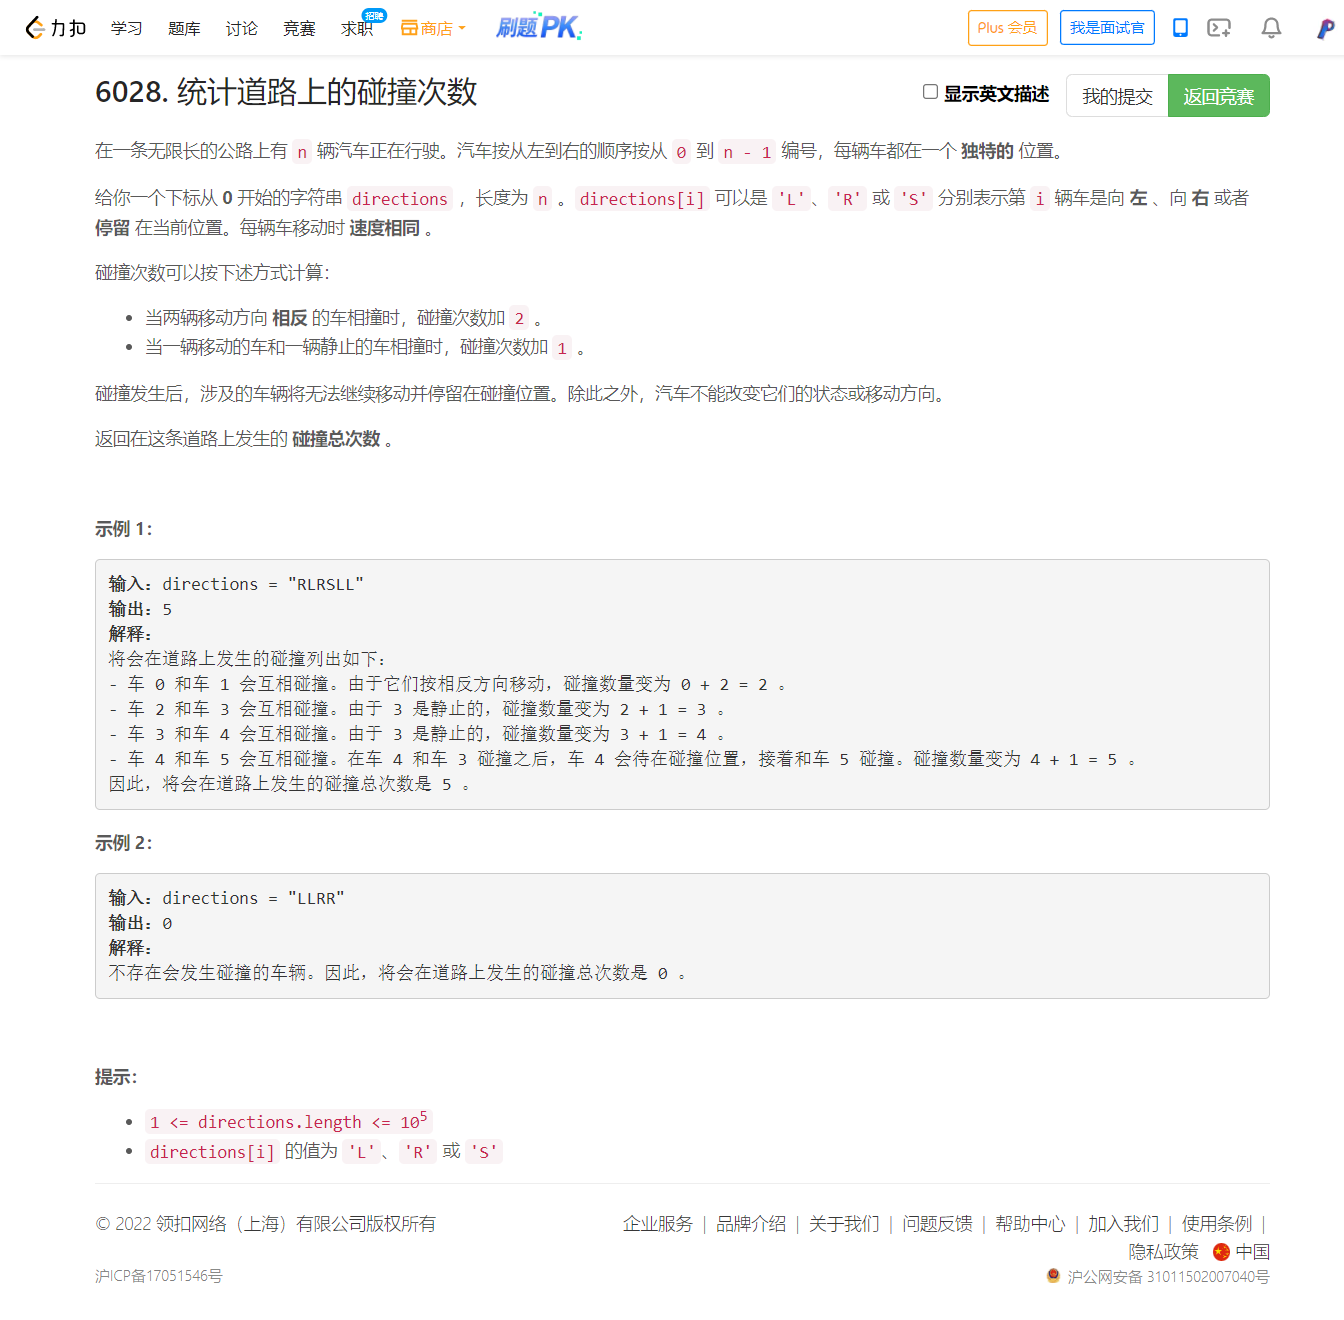 力扣 学习 题库 讨论 竞赛 求职 招聘 商店 刷题PK. Plus 会员 我是面试官
6028. 统计道路上的碰撞次数
显示英文描述 我的提交 返回竞赛
在一条无限长的公路上有 n 辆汽车正在行驶。汽车按从左到右的顺序按从 0 到 n - 1 编号，每辆车都在一个 独特的 位置。
给你一个下标从 0 开始的字符串 directions ，长度为 n 。directions[i] 可以是 'L'、'R' 或 'S' 分别表示第 i 辆车是向 左 、向 右 或者
停留 在当前位置。每辆车移动时 速度相同 。
碰撞次数可以按下述方式计算：
• 当两辆移动方向 相反 的车相撞时，碰撞次数加 2 。
• 当一辆移动的车和一辆静止的车相撞时，碰撞次数加 1 。
碰撞发生后，涉及的车辆将无法继续移动并停留在碰撞位置。除此之外，汽车不能改变它们的状态或移动方向。
返回在这条道路上发生的 碰撞总次数 。
示例 1：
输入：directions = "RLRSLL"
输出：5
解释：
将会在道路上发生的碰撞列出如下：
- 车 0 和车 1 会互相碰撞。由于它们按相反方向移动，碰撞数量变为 0 + 2 = 2 。
- 车 2 和车 3 会互相碰撞。由于 3 是静止的，碰撞数量变为 2 + 1 = 3 。
- 车 3 和车 4 会互相碰撞。由于 3 是静止的，碰撞数量变为 3 + 1 = 4 。
- 车 4 和车 5 会互相碰撞。在车 4 和车 3 碰撞之后，车 4 会待在碰撞位置，接着和车 5 碰撞。碰撞数量变为 4 + 1 = 5 。
因此，将会在道路上发生的碰撞总次数是 5 。
示例 2：
输入：directions = "LLRR"
输出：0
解释：
不存在会发生碰撞的车辆。因此，将会在道路上发生的碰撞总次数是 0 。
提示：
• 1 <= directions.length <= 10⁵
• directions[i] 的值为 'L'、'R' 或 'S'
© 2022 领扣网络（上海）有限公司版权所有
企业服务 | 品牌介绍 | 关于我们 | 问题反馈 | 帮助中心 | 加入我们 | 使用条例 |
隐私政策 中国
沪ICP备17051546号
沪公网安备 31011502007040号